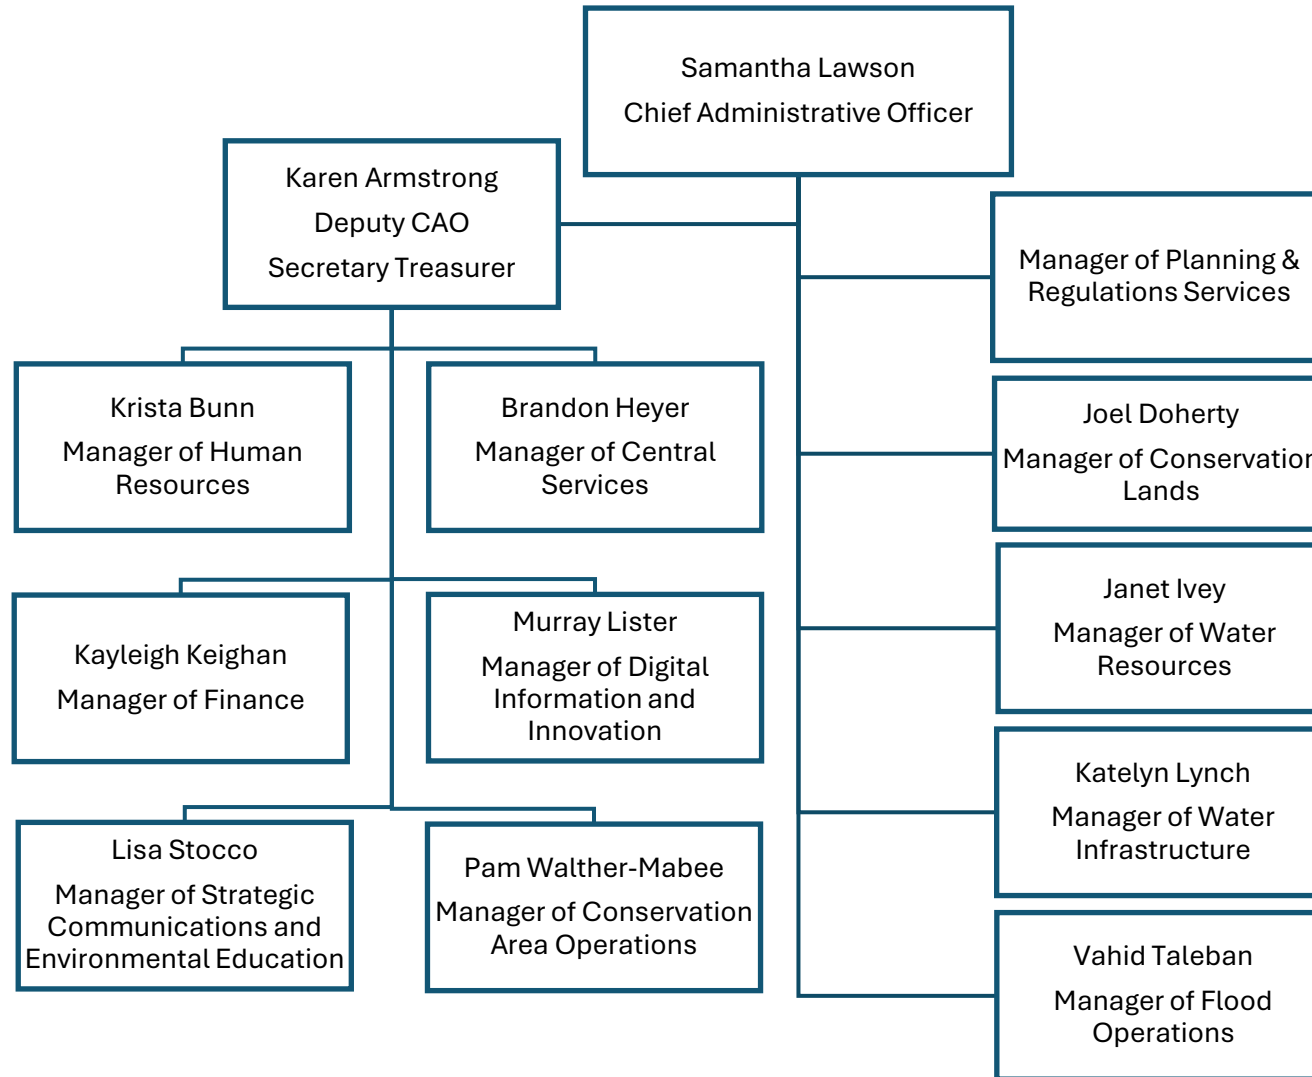 Samantha Lawson
Chief Administrative Officer
Karen Armstrong
Deputy CAO
Secretary Treasurer
Manager of Planning &
Regulations Services
Krista Bunn
Manager of Human
Resources
Brandon Heyer
Manager of Central
Services
Joel Doherty
Manager of Conservation
Lands
Kayleigh Keighan
Manager of Finance
Murray Lister
Manager of Digital
Information and
Innovation
Janet Ivey
Manager of Water
Resources
Katelyn Lynch
Manager of Water
Infrastructure
Lisa Stocco
Manager of Strategic
Communications and
Environmental Education
Pam Walther-Mabee
Manager of Conservation
Area Operations
Vahid Taleban
Manager of Flood
Operations